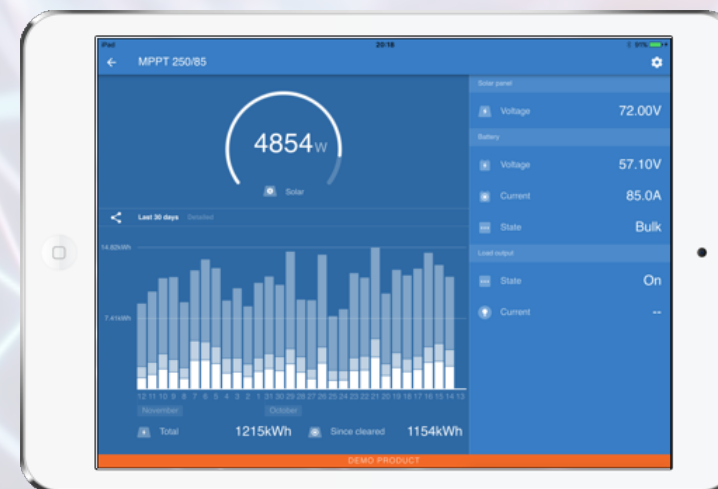 iPad 20:18 91%
MPPT 250/85
4854W
Solar
Last 30 days Detailed
14.82kWh
7.41kWh
12 11 10 9 8 7 6 5 4 3 2 1 31 30 29 28 27 26 25 24 23 22 21 20 19 18 17 16 15 14 13
November October
Total 1215kWh Since cleared 1154kWh
Solar panel
Voltage 72.00V
Battery
Voltage 57.10V
Current 85.0A
State Bulk
Load output
State On
Current --
DEMO PRODUCT